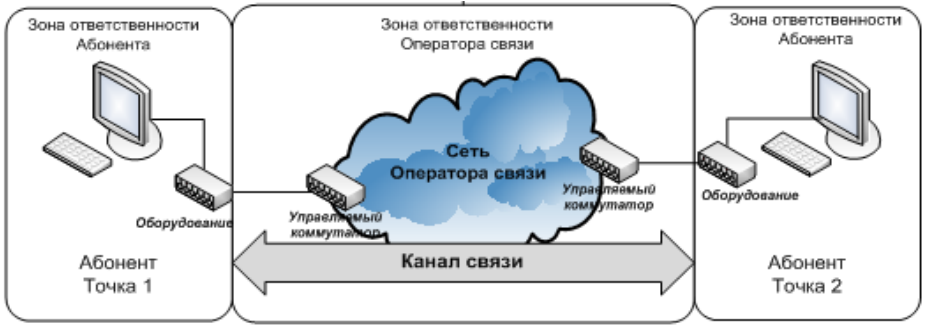 Зона ответственности
Абонента
Зона ответственности
Оператора связи
Зона ответственности
Абонента
Сеть
Оператора связи
Оборудование
Управляемый
коммутатор
Управляемый
коммутатор
Оборудование
Канал связи
Абонент
Точка 1
Абонент
Точка 2